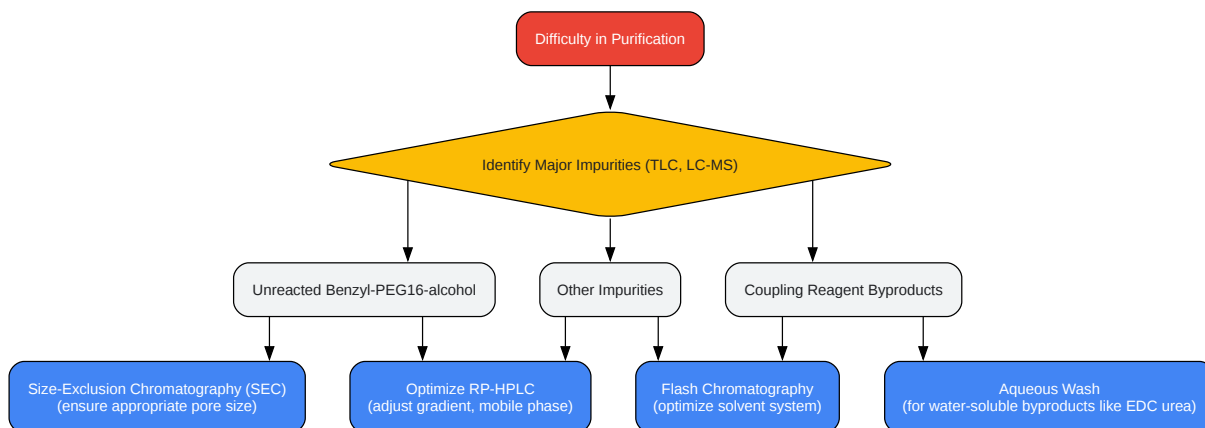 Difficulty in Purification
Identify Major Impurities (TLC, LC-MS)
Unreacted Benzyl-PEG16-alcohol
Other Impurities
Coupling Reagent Byproducts
Size-Exclusion Chromatography (SEC)
(ensure appropriate pore size)
Optimize RP-HPLC
(adjust gradient, mobile phase)
Flash Chromatography
(optimize solvent system)
Aqueous Wash
(for water-soluble byproducts like EDC urea)